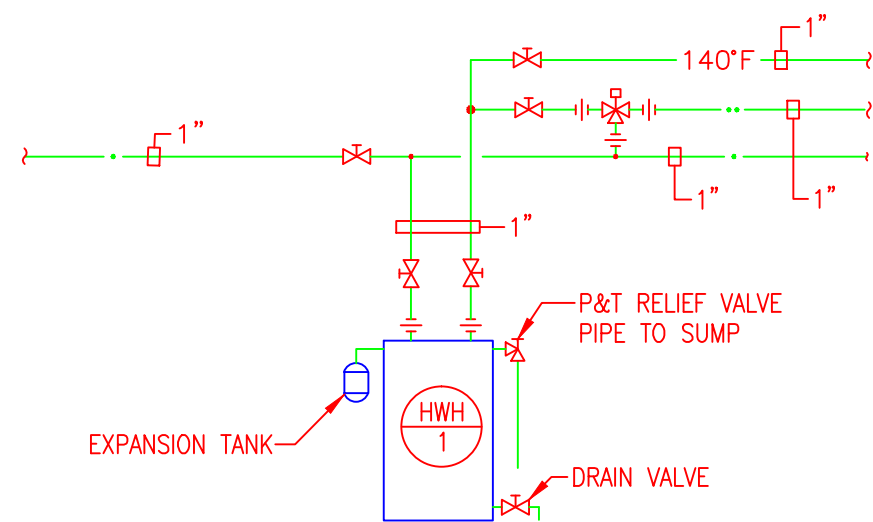 1"
140°F
1"
1"
1"
1"
P&T RELIEF VALVE
PIPE TO SUMP
HWH
1
EXPANSION TANK
DRAIN VALVE